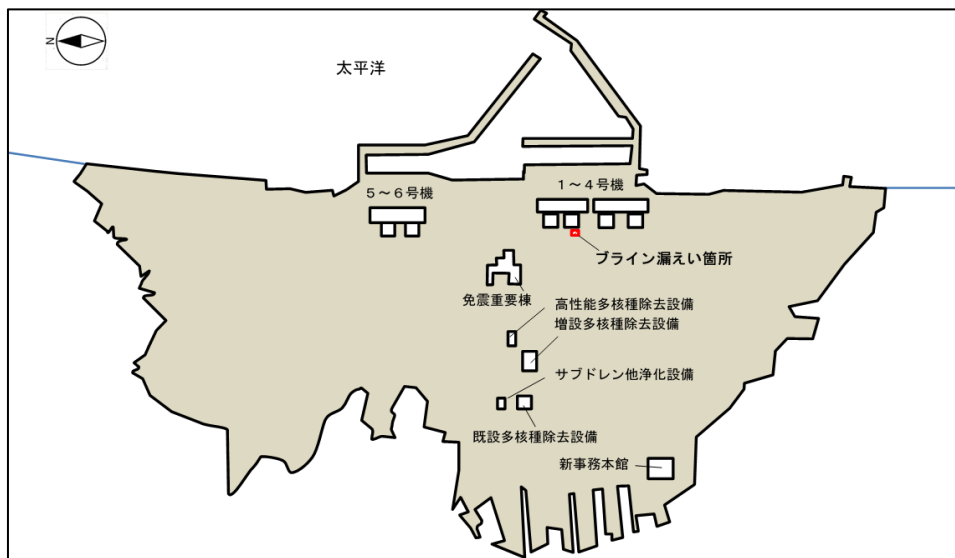 N
太平洋
5～6号機
1～4号機
ブライン漏えい箇所
免震重要棟
高性能多核種除去設備
増設多核種除去設備
サブドレン他浄化設備
既設多核種除去設備
新事務本館